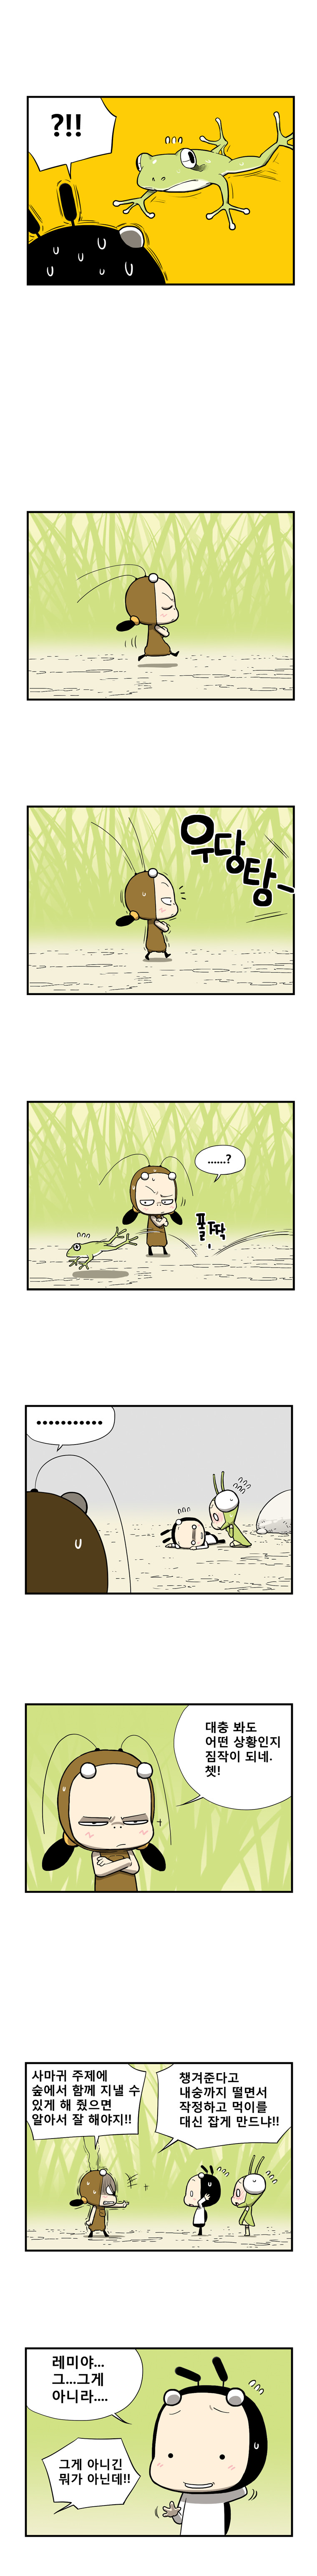 ?!!
우당
탕~
......?
폴짝
...........
대충 봐도
어떤 상황인지
짐작이 되네.
쳇!
사마귀 주제에
숲에서 함께 지낼 수
있게 해 줬으면
알아서 잘 해야지!!
챙겨준다고
내숭까지 떨면서
작정하고 먹이를
대신 잡게 만드냐!!
레미야...
그...그게
아니라....
그게 아니긴
뭐가 아닌데!!